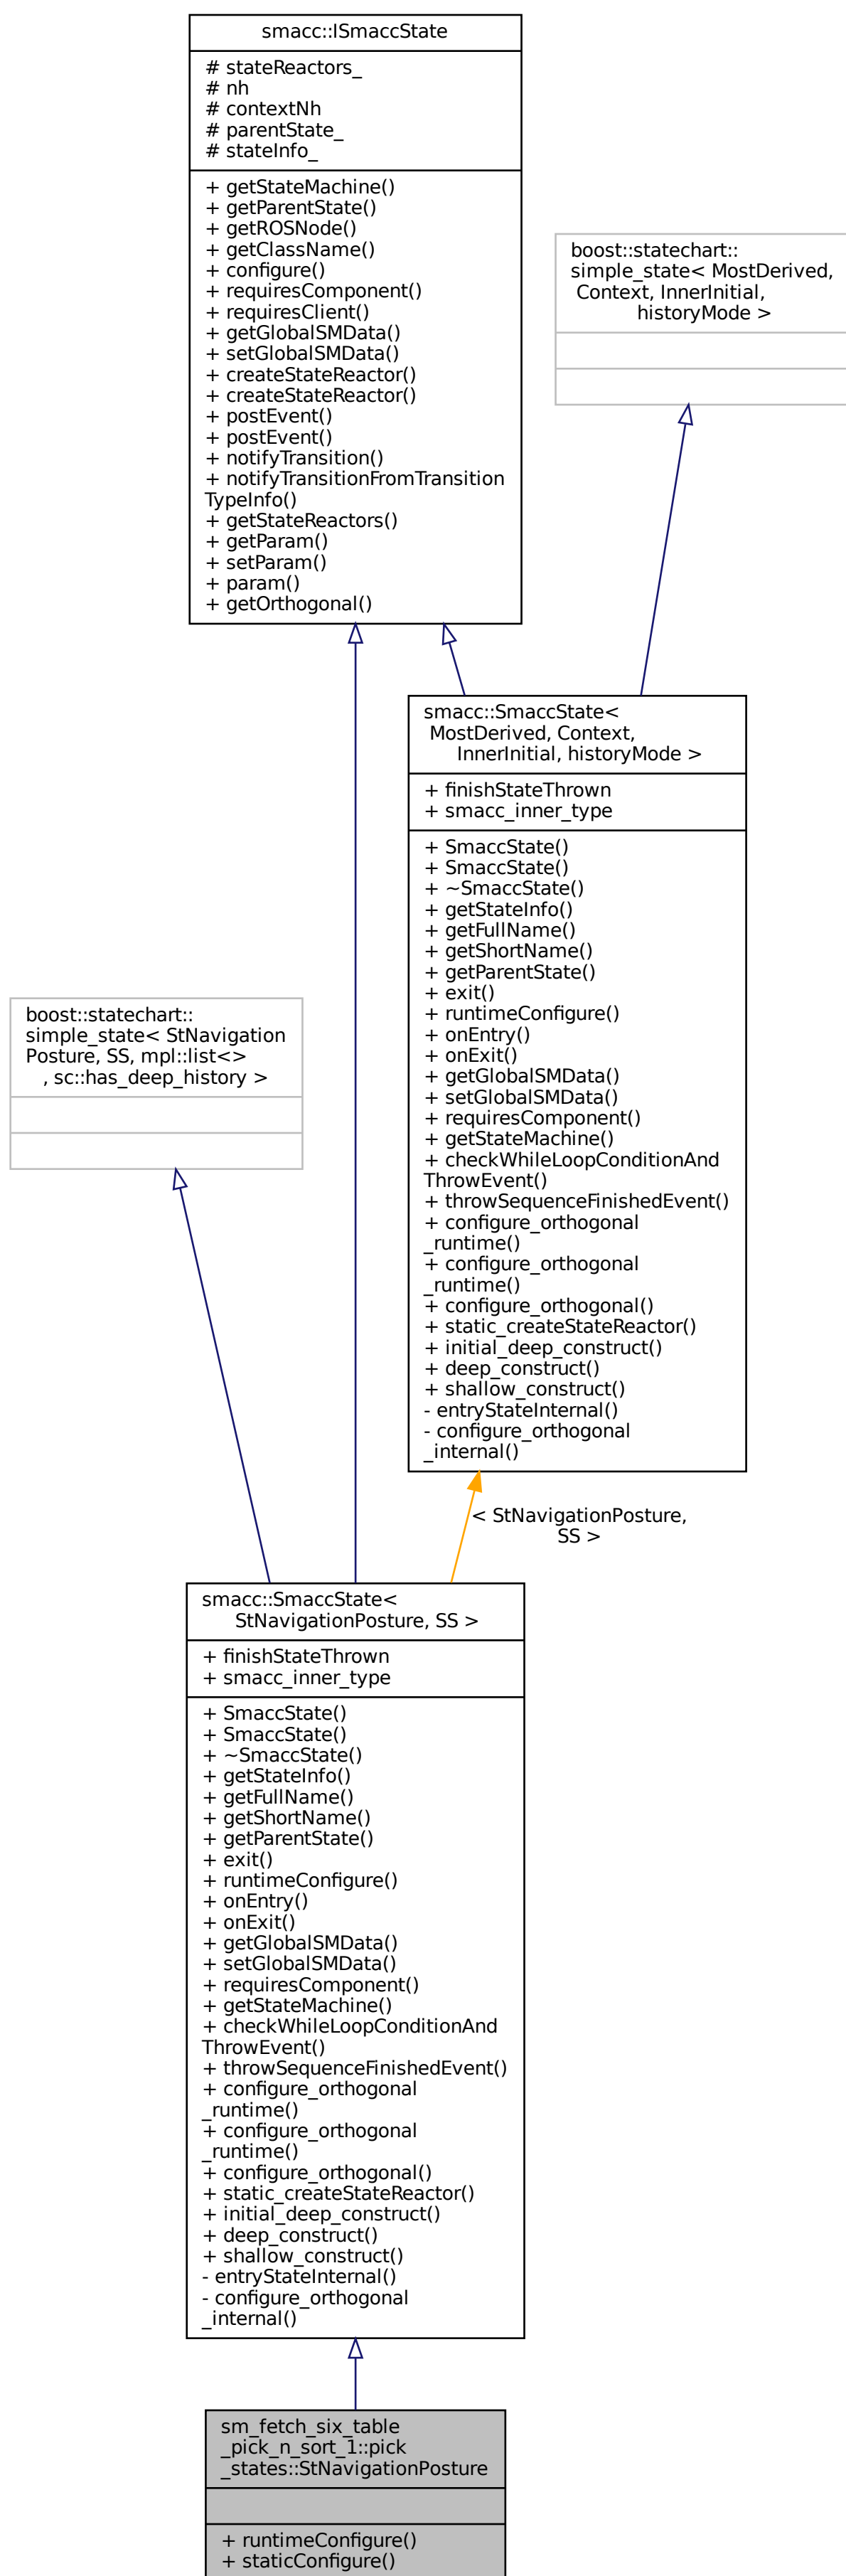 smacc::ISmaccState
# stateReactors_
# nh
# contextNh
# parentState_
# stateInfo_
+ getStateMachine()
+ getParentState()
+ getROSNode()
+ getClassName()
+ configure()
+ requiresComponent()
+ requiresClient()
+ getGlobalSMData()
+ setGlobalSMData()
+ createStateReactor()
+ createStateReactor()
+ postEvent()
+ postEvent()
+ notifyTransition()
+ notifyTransitionFromTransition
TypeInfo()
+ getStateReactors()
+ getParam()
+ setParam()
+ param()
+ getOrthogonal()
boost::statechart::
simple_state< MostDerived,
Context, InnerInitial,
historyMode >
smacc::SmaccState<
MostDerived, Context,
InnerInitial, historyMode >
+ finishStateThrown
+ smacc_inner_type
+ SmaccState()
+ SmaccState()
+ ~SmaccState()
+ getStateInfo()
+ getFullName()
+ getShortName()
+ getParentState()
+ exit()
+ runtimeConfigure()
+ onEntry()
+ onExit()
+ getGlobalSMData()
+ setGlobalSMData()
+ requiresComponent()
+ getStateMachine()
+ checkWhileLoopConditionAnd
ThrowEvent()
+ throwSequenceFinishedEvent()
+ configure_orthogonal
_runtime()
+ configure_orthogonal
_runtime()
+ configure_orthogonal()
+ static_createStateReactor()
+ initial_deep_construct()
+ deep_construct()
+ shallow_construct()
- entryStateInternal()
- configure_orthogonal
_internal()
boost::statechart::
simple_state< StNavigation
Posture, SS, mpl::list<>
, sc::has_deep_history >
< StNavigationPosture,
SS >
smacc::SmaccState<
StNavigationPosture, SS >
+ finishStateThrown
+ smacc_inner_type
+ SmaccState()
+ SmaccState()
+ ~SmaccState()
+ getStateInfo()
+ getFullName()
+ getShortName()
+ getParentState()
+ exit()
+ runtimeConfigure()
+ onEntry()
+ onExit()
+ getGlobalSMData()
+ setGlobalSMData()
+ requiresComponent()
+ getStateMachine()
+ checkWhileLoopConditionAnd
ThrowEvent()
+ throwSequenceFinishedEvent()
+ configure_orthogonal
_runtime()
+ configure_orthogonal
_runtime()
+ configure_orthogonal()
+ static_createStateReactor()
+ initial_deep_construct()
+ deep_construct()
+ shallow_construct()
- entryStateInternal()
- configure_orthogonal
_internal()
sm_fetch_six_table
_pick_n_sort_1::pick
_states::StNavigationPosture
+ runtimeConfigure()
+ staticConfigure()